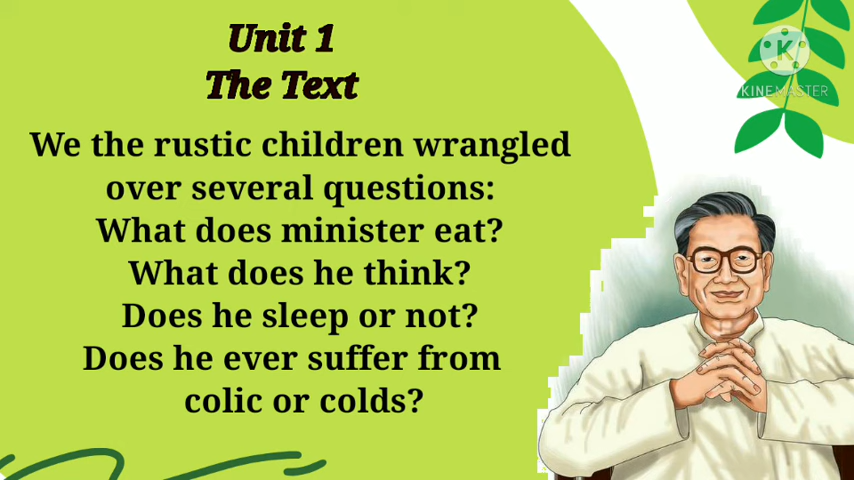 Unit 1
The Text
We the rustic children wrangled
over several questions:
What does minister eat?
What does he think?
Does he sleep or not?
Does he ever suffer from
colic or colds?
K
KINEMASTER